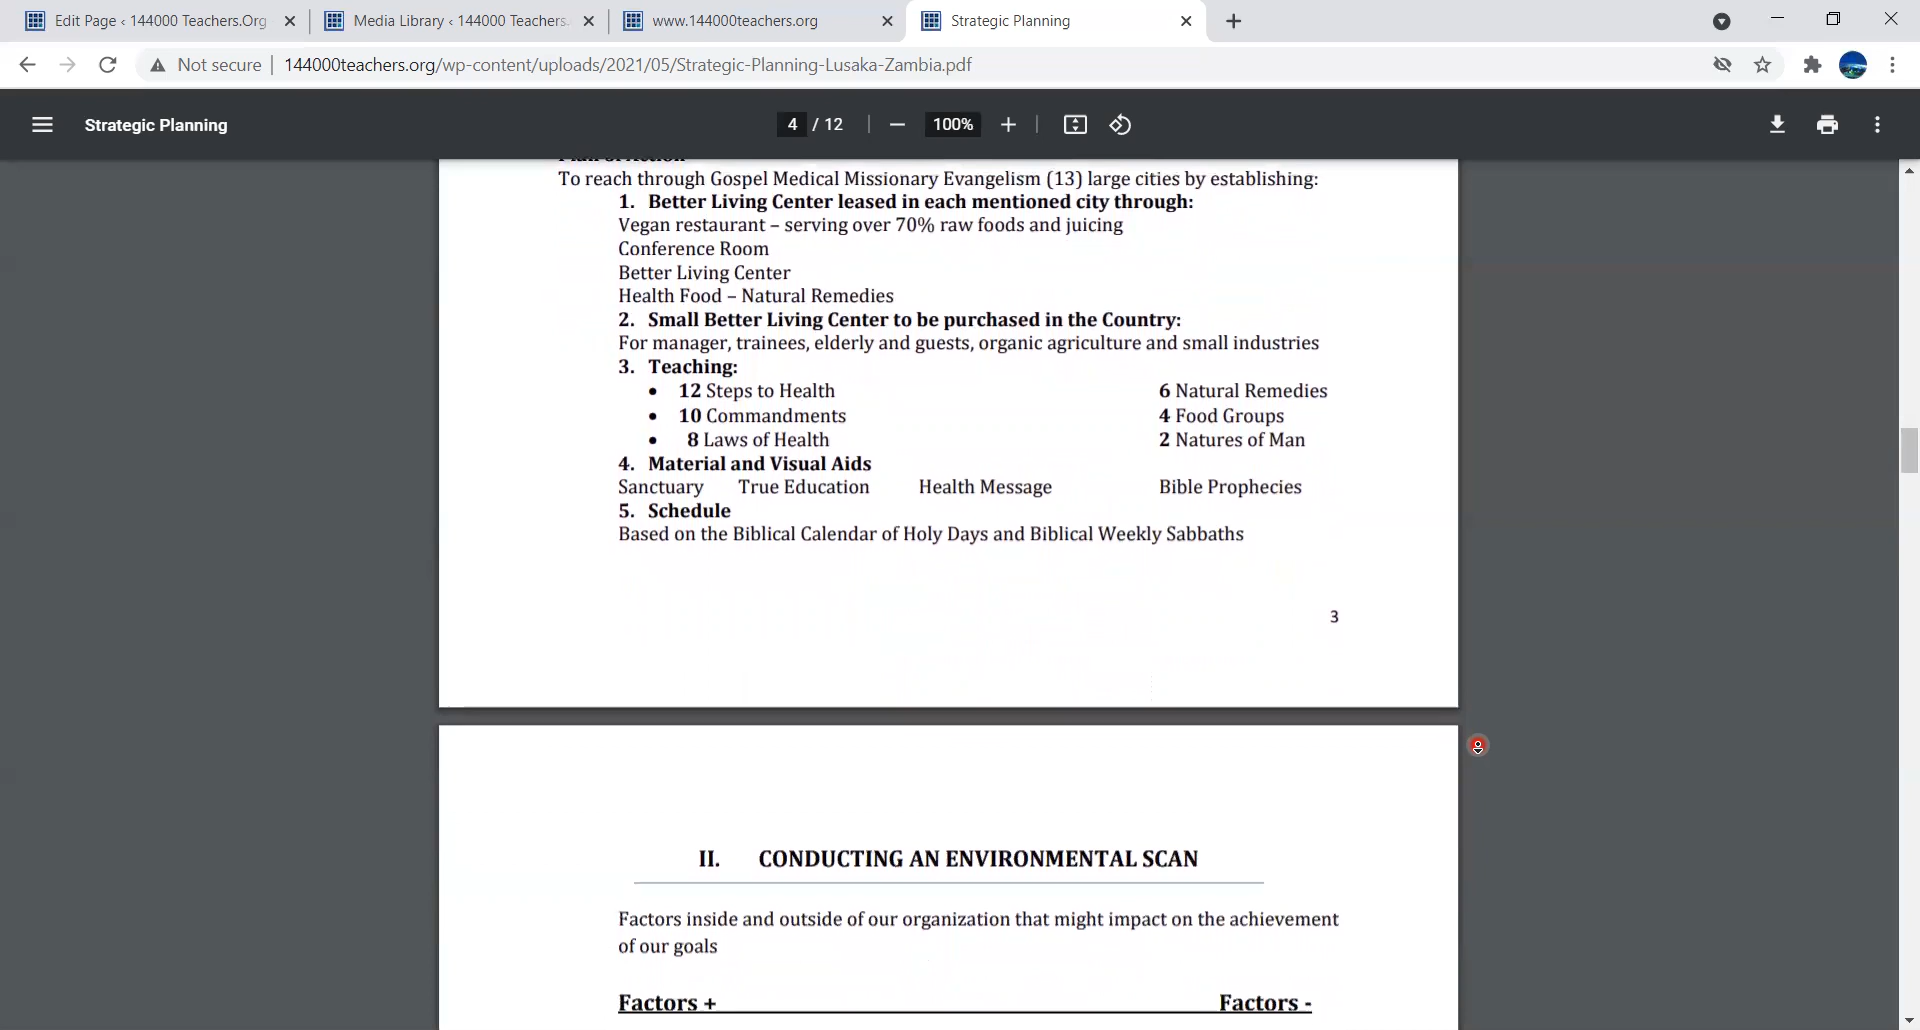 Edit Page ‹ 144000 Teachers.Org
Media Library ‹ 144000 Teachers.
www.144000teachers.org
Strategic Planning
Not secure
144000teachers.org/wp-content/uploads/2021/05/Strategic-Planning-Lusaka-Zambia.pdf
Strategic Planning
4 / 12
100%
Plan of Action
To reach through Gospel Medical Missionary Evangelism (13) large cities by establishing:
1. Better Living Center leased in each mentioned city through:
Vegan restaurant – serving over 70% raw foods and juicing
Conference Room
Better Living Center
Health Food – Natural Remedies
2. Small Better Living Center to be purchased in the Country:
For manager, trainees, elderly and guests, organic agriculture and small industries
3. Teaching:
• 12 Steps to Health 6 Natural Remedies
• 10 Commandments 4 Food Groups
• 8 Laws of Health 2 Natures of Man
4. Material and Visual Aids
Sanctuary True Education Health Message Bible Prophecies
5. Schedule
Based on the Biblical Calendar of Holy Days and Biblical Weekly Sabbaths
3
II. CONDUCTING AN ENVIRONMENTAL SCAN
Factors inside and outside of our organization that might impact on the achievement
of our goals
Factors + Factors -